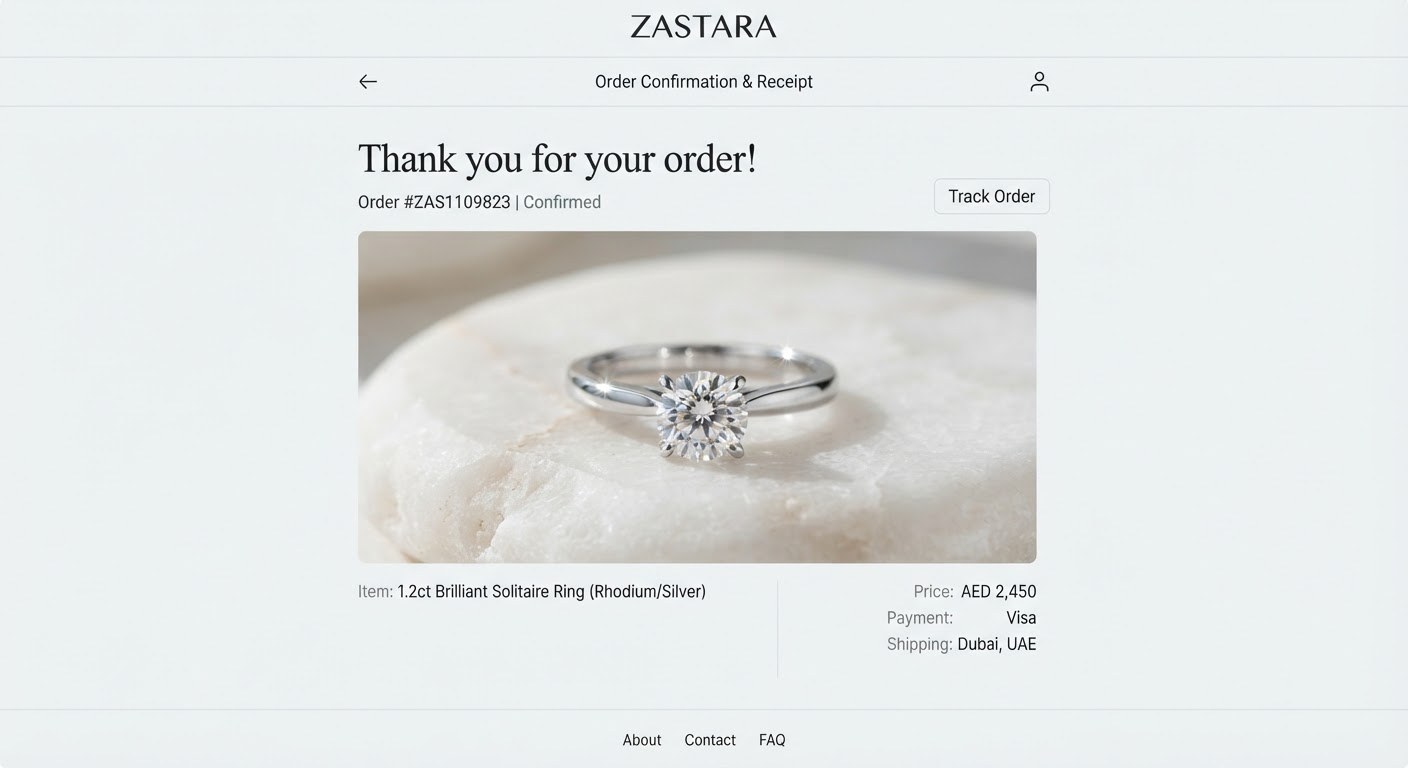 ZASTARA
Order Confirmation & Receipt
Thank you for your order!
Order #ZAS1109823 | Confirmed
Track Order
Item: 1.2ct Brilliant Solitaire Ring (Rhodium/Silver)
Price: AED 2,450
Payment: Visa
Shipping: Dubai, UAE
About Contact FAQ